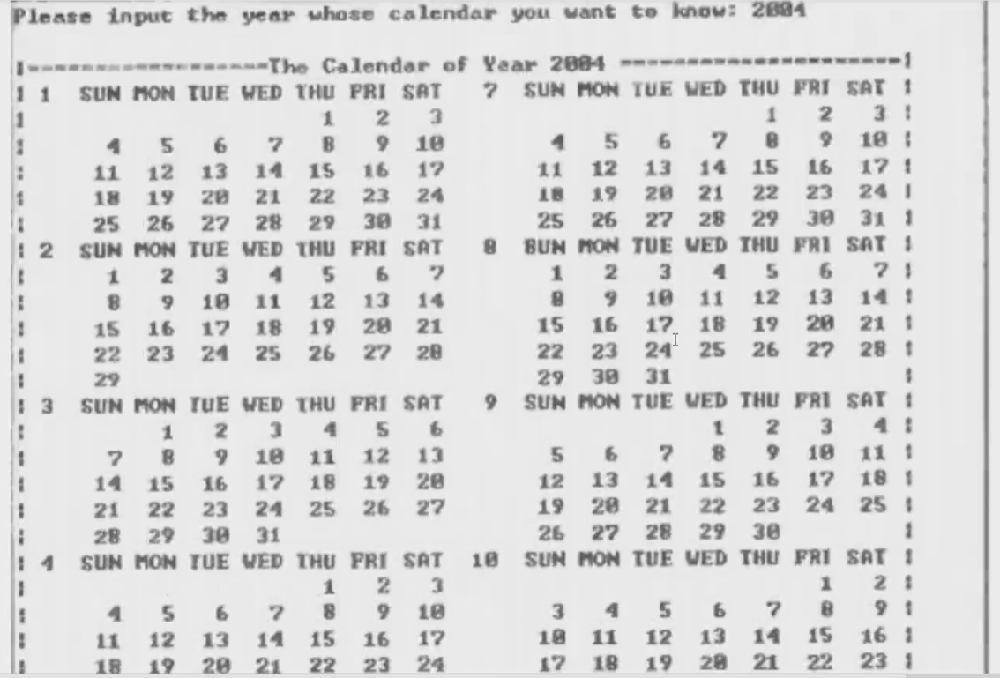 Please input the year whose calendar you want to know: 2004
|--------------------The Calendar of Year 2004 -----------------------|
| 1 SUN MON TUE WED THU FRI SAT 7 SUN MON TUE WED THU FRI SAT |
| 1 2 3 1 2 3 |
| 4 5 6 7 8 9 10 4 5 6 7 8 9 10 |
| 11 12 13 14 15 16 17 11 12 13 14 15 16 17 |
| 18 19 20 21 22 23 24 18 19 20 21 22 23 24 |
| 25 26 27 28 29 30 31 25 26 27 28 29 30 31 |
| 2 SUN MON TUE WED THU FRI SAT 8 SUN MON TUE WED THU FRI SAT |
| 1 2 3 4 5 6 7 1 2 3 4 5 6 7 |
| 8 9 10 11 12 13 14 8 9 10 11 12 13 14 |
| 15 16 17 18 19 20 21 15 16 17 18 19 20 21 |
| 22 23 24 25 26 27 28 22 23 24 25 26 27 28 |
| 29 29 30 31 |
| 3 SUN MON TUE WED THU FRI SAT 9 SUN MON TUE WED THU FRI SAT |
| 1 2 3 4 5 6 1 2 3 4 |
| 7 8 9 10 11 12 13 5 6 7 8 9 10 11 |
| 14 15 16 17 18 19 20 12 13 14 15 16 17 18 |
| 21 22 23 24 25 26 27 19 20 21 22 23 24 25 |
| 28 29 30 31 26 27 28 29 30 |
| 4 SUN MON TUE WED THU FRI SAT 10 SUN MON TUE WED THU FRI SAT |
| 1 2 3 1 2 |
| 4 5 6 7 8 9 10 3 4 5 6 7 8 9 |
| 11 12 13 14 15 16 17 10 11 12 13 14 15 16 |
| 18 19 20 21 22 23 24 17 18 19 20 21 22 23 |